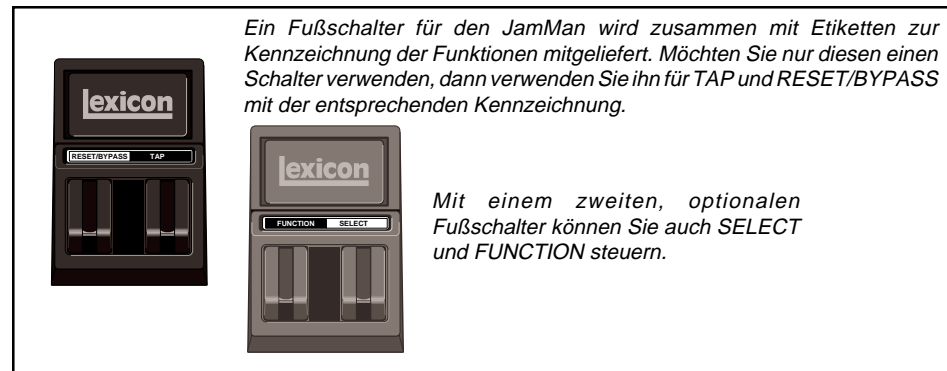 Ein Fußschalter für den JamMan wird zusammen mit Etiketten zur
Kennzeichnung der Funktionen mitgeliefert. Möchten Sie nur diesen einen
Schalter verwenden, dann verwenden Sie ihn für TAP und RESET/BYPASS
mit der entsprechenden Kennzeichnung.
lexicon
RESET/BYPASS TAP
lexicon
FUNCTION SELECT
Mit einem zweiten, optionalen
Fußschalter können Sie auch SELECT
und FUNCTION steuern.